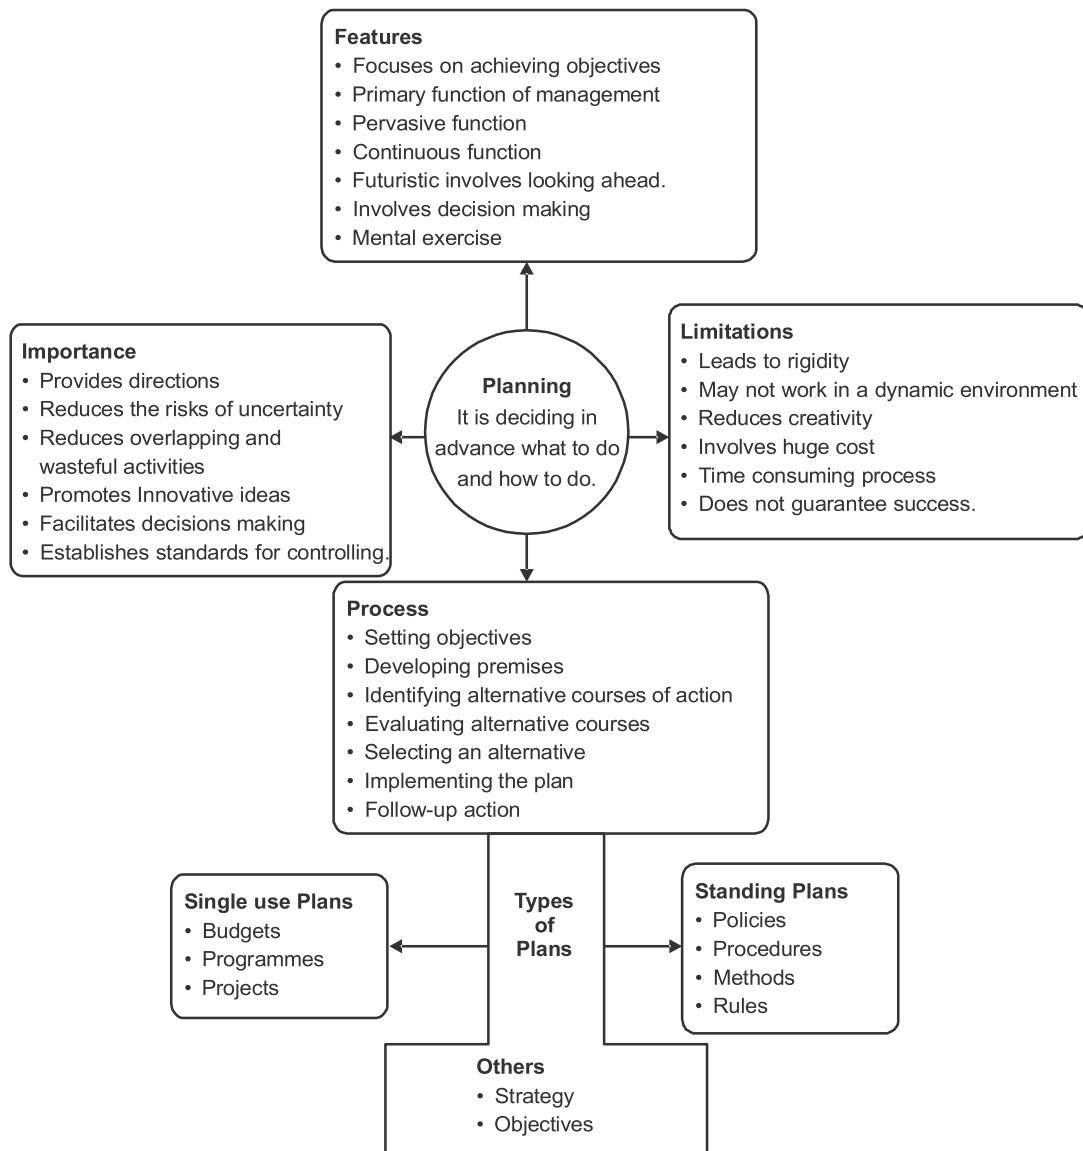 Features
• Focuses on achieving objectives
• Primary function of management
• Pervasive function
• Continuous function
• Futuristic involves looking ahead.
• Involves decision making
• Mental exercise
Importance
• Provides directions
• Reduces the risks of uncertainty
• Reduces overlapping and
wasteful activities
• Promotes Innovative ideas
• Facilitates decisions making
• Establishes standards for controlling.
Planning
It is deciding in
advance what to do
and how to do.
Limitations
• Leads to rigidity
• May not work in a dynamic environment
• Reduces creativity
• Involves huge cost
• Time consuming process
• Does not guarantee success.
Process
• Setting objectives
• Developing premises
• Identifying alternative courses of action
• Evaluating alternative courses
• Selecting an alternative
• Implementing the plan
• Follow-up action
Single use Plans
• Budgets
• Programmes
• Projects
Types
of
Plans
Standing Plans
• Policies
• Procedures
• Methods
• Rules
Others
• Strategy
• Objectives